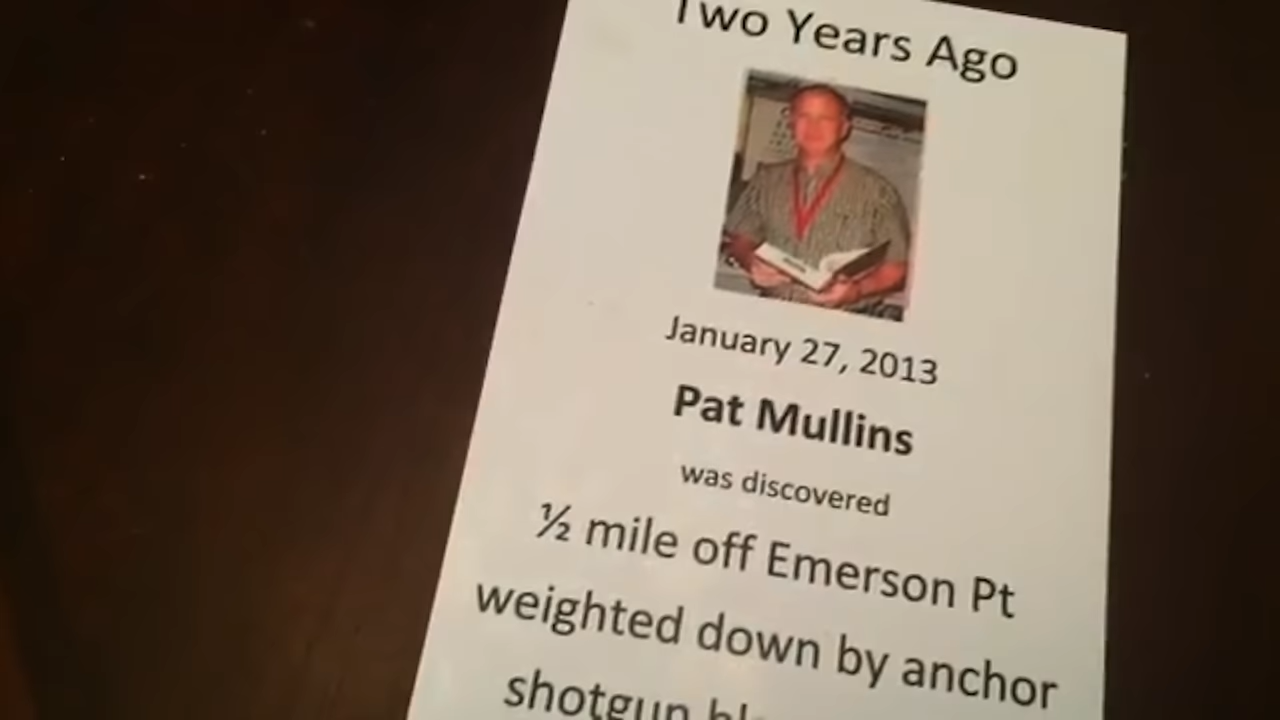 Two Years Ago
January 27, 2013
Pat Mullins
was discovered
½ mile off Emerson Pt
weighted down by anchor
shotgun